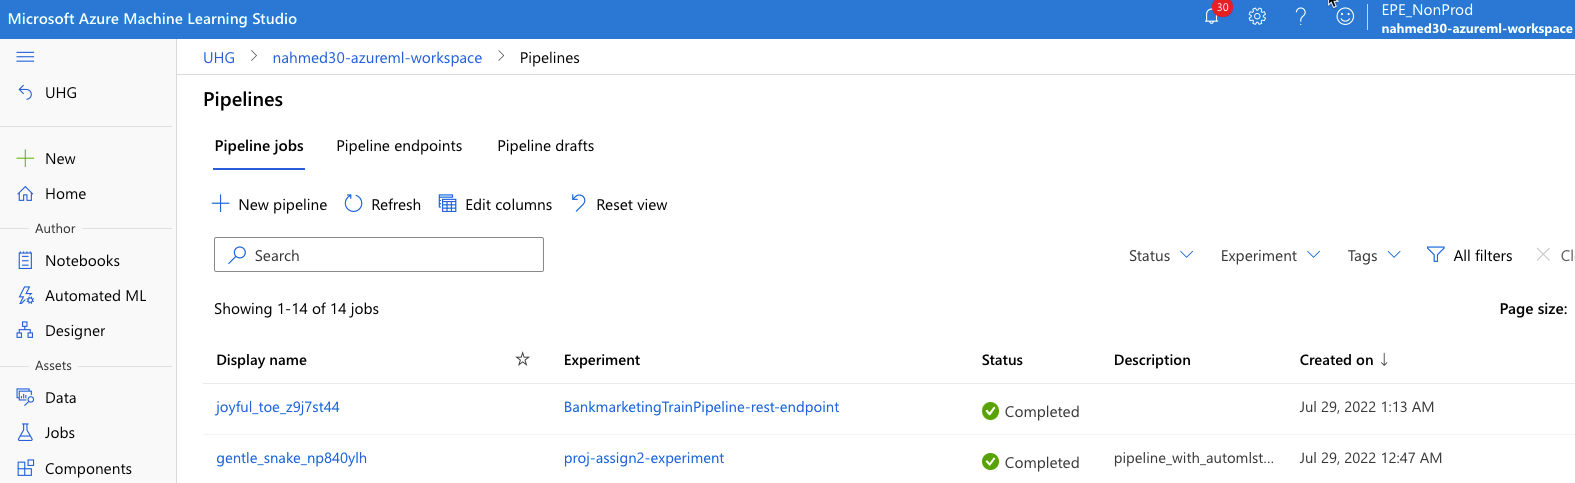 Microsoft Azure Machine Learning Studio
30
EPE_NonProd
nahmed30-azureml-workspace
UHG
New
Home
Author
Notebooks
Automated ML
Designer
Assets
Data
Jobs
Components
UHG > nahmed30-azureml-workspace > Pipelines
Pipelines
Pipeline jobs Pipeline endpoints Pipeline drafts
New pipeline Refresh Edit columns Reset view
Search
Status Experiment Tags All filters Cl
Showing 1-14 of 14 jobs
Page size:
Display name Experiment Status Description Created on ↓
joyful_toe_z9j7st44 BankmarketingTrainPipeline-rest-endpoint Completed Jul 29, 2022 1:13 AM
gentle_snake_np840ylh proj-assign2-experiment Completed pipeline_with_automlst... Jul 29, 2022 12:47 AM